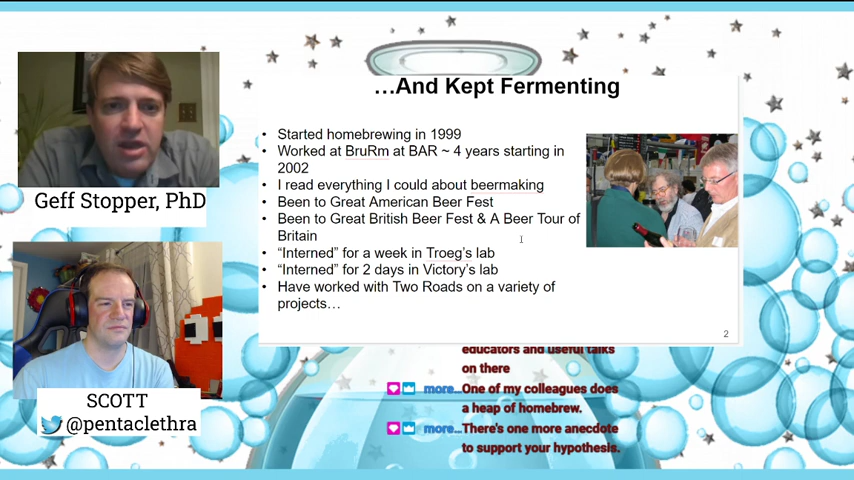 …And Kept Fermenting
• Started homebrewing in 1999
• Worked at BruRm at BAR ~ 4 years starting in
2002
• I read everything I could about beermaking
• Been to Great American Beer Fest
• Been to Great British Beer Fest & A Beer Tour of
Britain
• “Interned” for a week in Troeg’s lab
• “Interned” for 2 days in Victory’s lab
• Have worked with Two Roads on a variety of
projects…
2
Geff Stopper, PhD
SCOTT
@pentaclethra
educators and useful talks
on there
more...One of my colleagues does
a heap of homebrew.
more...There's one more anecdote
to support your hypothesis.